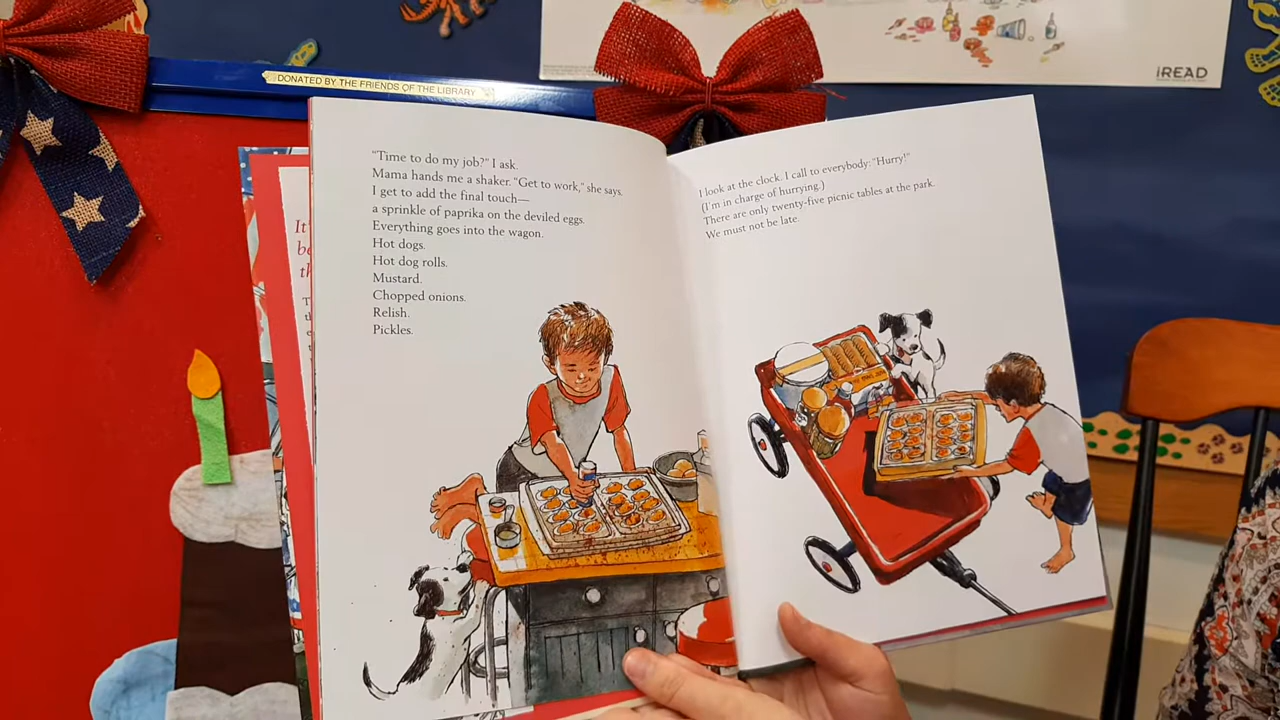 DONATED BY THE FRIENDS OF THE LIBRARY
iREAD
It'
be
th
T
"Time to do my job?" I ask.
Mama hands me a shaker. "Get to work," she says.
I get to add the final touch—
a sprinkle of paprika on the deviled eggs.
Everything goes into the wagon.
Hot dogs.
Hot dog rolls.
Mustard.
Chopped onions.
Relish.
Pickles.
I look at the clock. I call to everybody: "Hurry!"
(I'm in charge of hurrying.)
There are only twenty-five picnic tables at the park.
We must not be late.